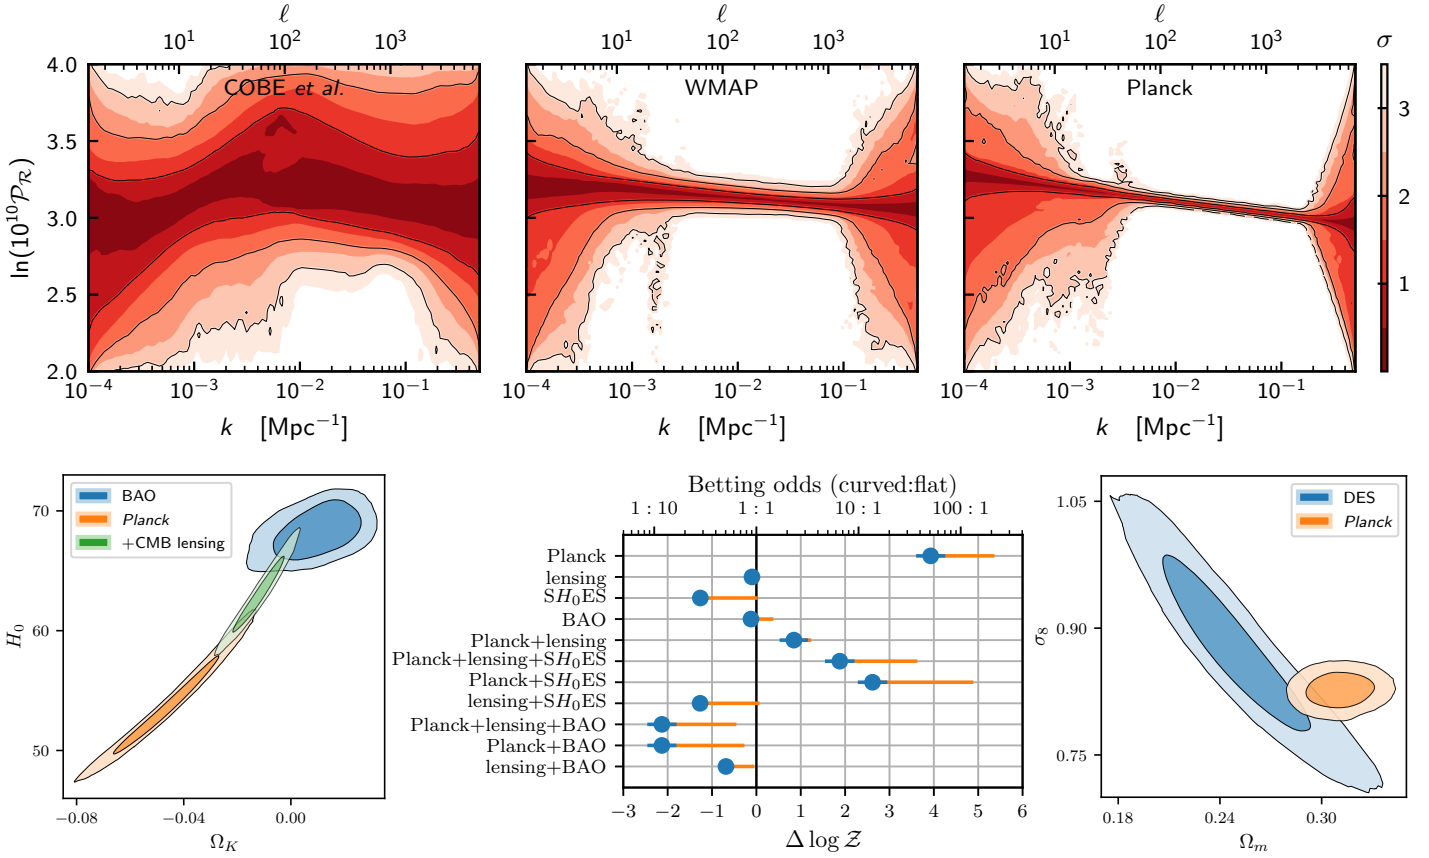 ℓ ℓ ℓ
10¹ 10² 10³ 10¹ 10² 10³ 10¹ 10² 10³ σ
COBE et al. WMAP Planck
4.0
3.5
3.0
2.5
2.0
ln(10¹⁰𝒫_ℛ)
3
2
1
10⁻⁴ 10⁻³ 10⁻² 10⁻¹ 10⁻⁴ 10⁻³ 10⁻² 10⁻¹ 10⁻⁴ 10⁻³ 10⁻² 10⁻¹
k [Mpc⁻¹] k [Mpc⁻¹] k [Mpc⁻¹]
BAO
Planck
+CMB lensing
70
60
50
H₀
−0.08 −0.04 0.00
Ω_K
Betting odds (curved:flat)
1 : 10 1 : 1 10 : 1 100 : 1
Planck
lensing
SH₀ES
BAO
Planck+lensing
Planck+lensing+SH₀ES
Planck+SH₀ES
lensing+SH₀ES
Planck+lensing+BAO
Planck+BAO
lensing+BAO
−3 −2 −1 0 1 2 3 4 5 6
Δ log 𝒵
DES
Planck
1.05
0.90
0.75
σ₈
0.18 0.24 0.30
Ω_m